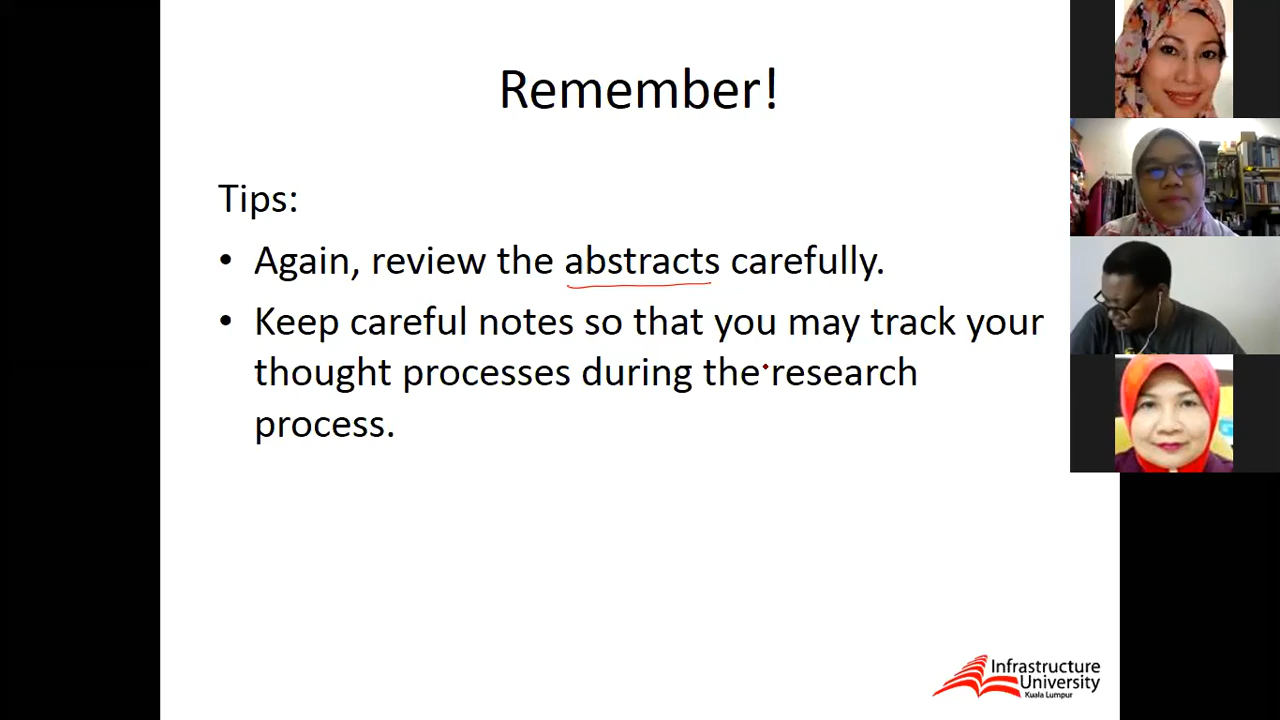 Remember!
Tips:
• Again, review the abstracts carefully.
• Keep careful notes so that you may track your
thought processes during the research
process.
Infrastructure
University
Kuala Lumpur